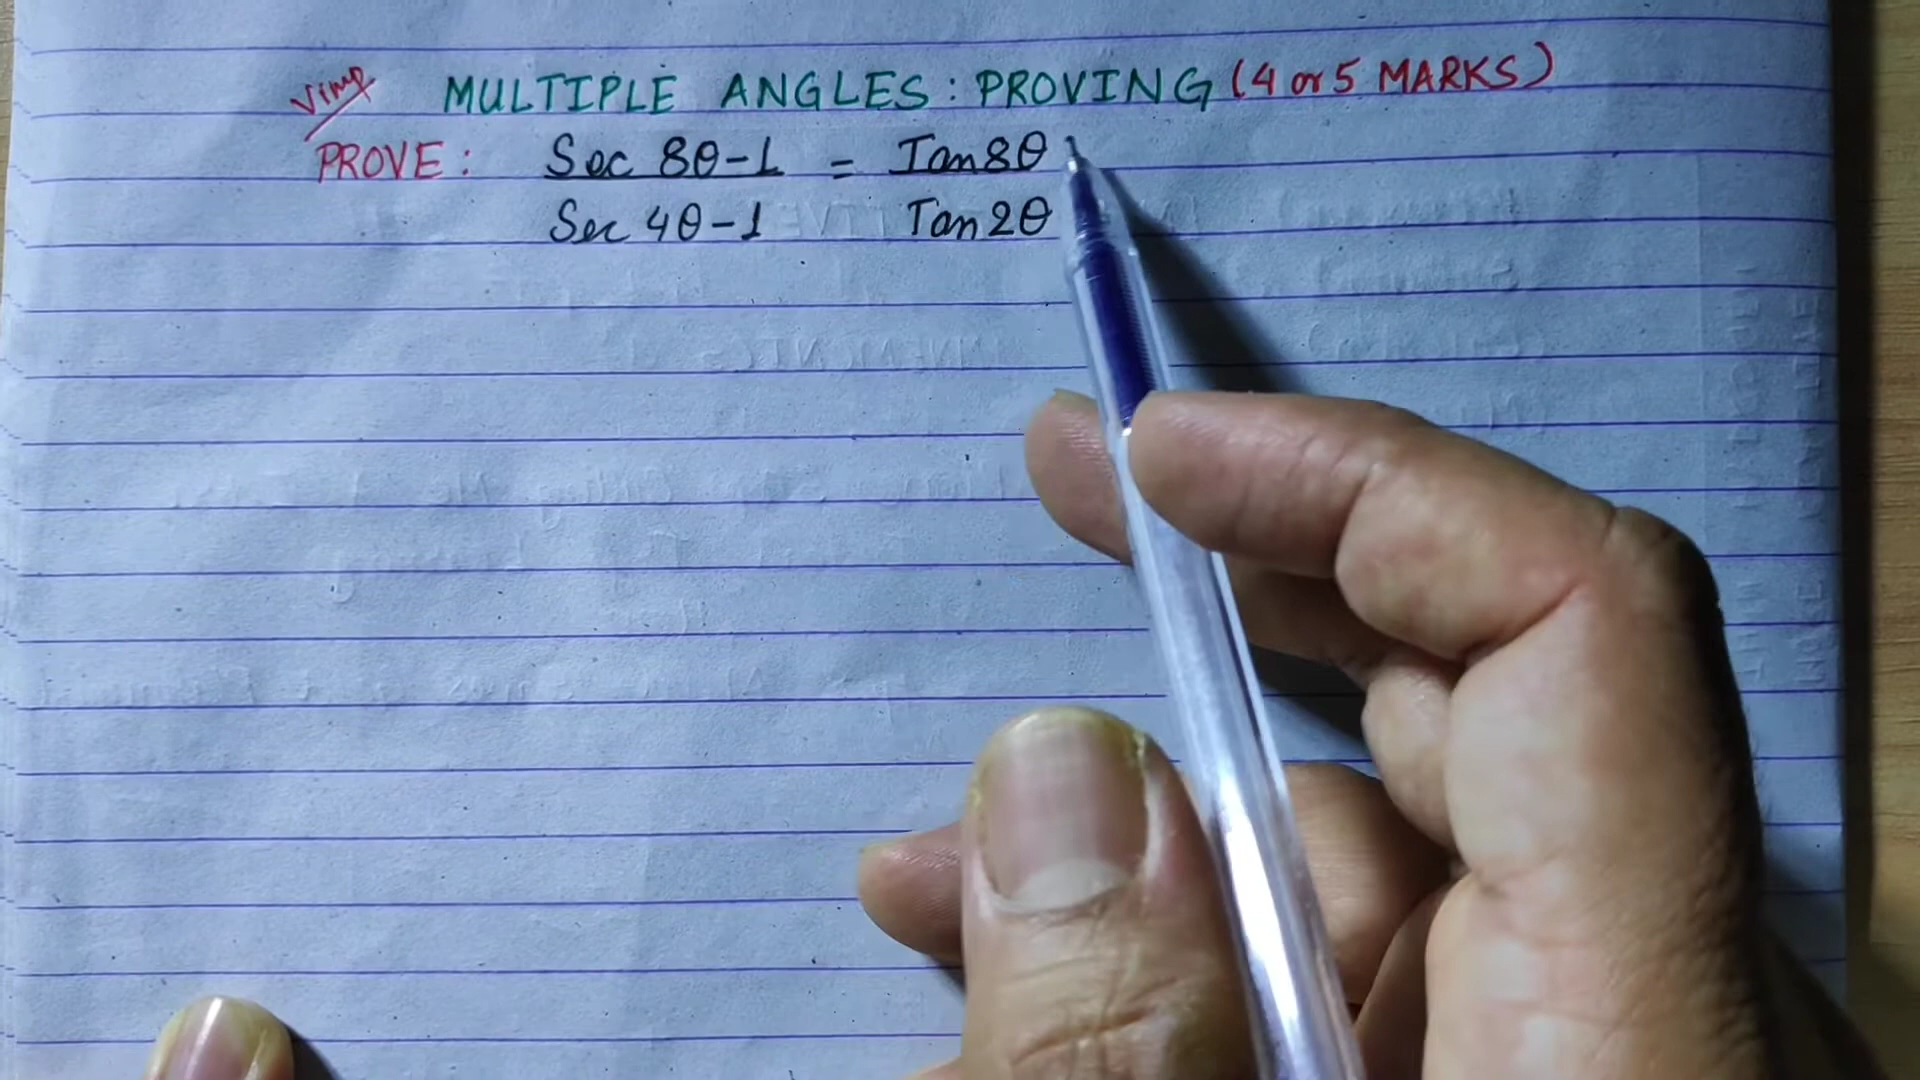 Vimp MULTIPLE ANGLES : PROVING (4 or 5 MARKS)
PROVE : Sec 8θ-1 = Tan8θ
Sec 4θ-1 Tan2θ